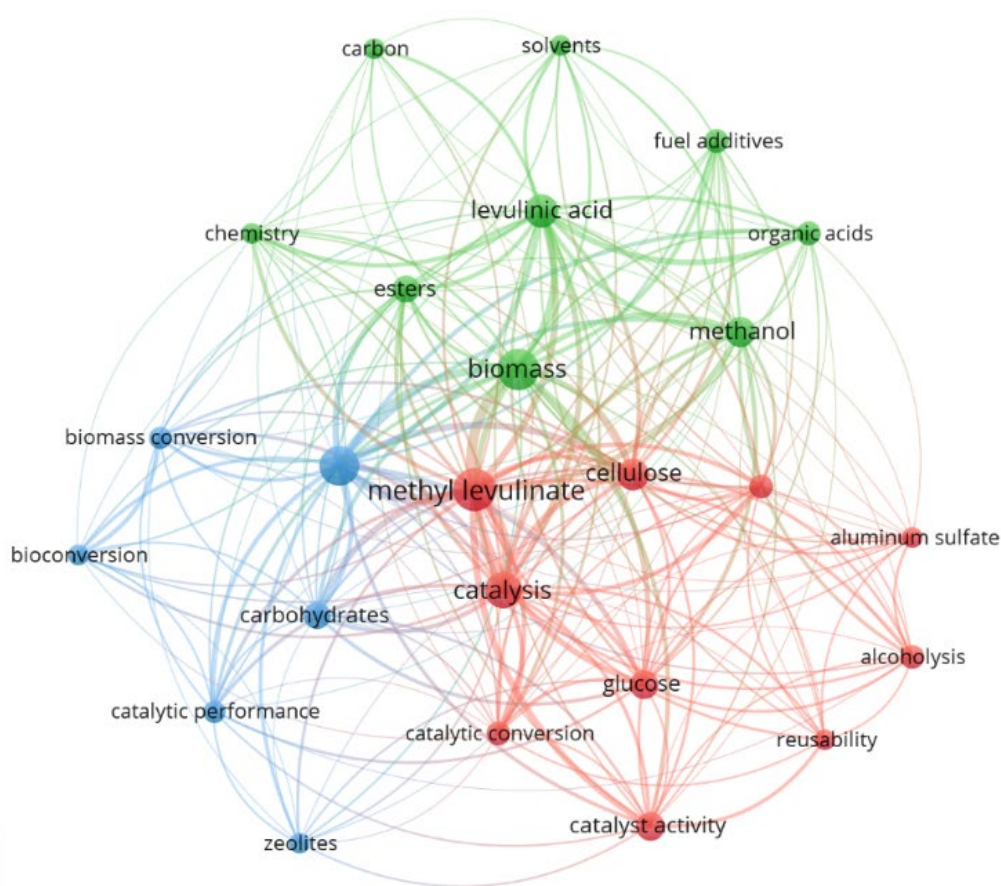 carbon
solvents
fuel additives
levulinic acid
chemistry
organic acids
esters
methanol
biomass
biomass conversion
cellulose
methyl levulinate
aluminum sulfate
bioconversion
catalysis
carbohydrates
alcoholysis
glucose
catalytic performance
catalytic conversion
reusability
catalyst activity
zeolites